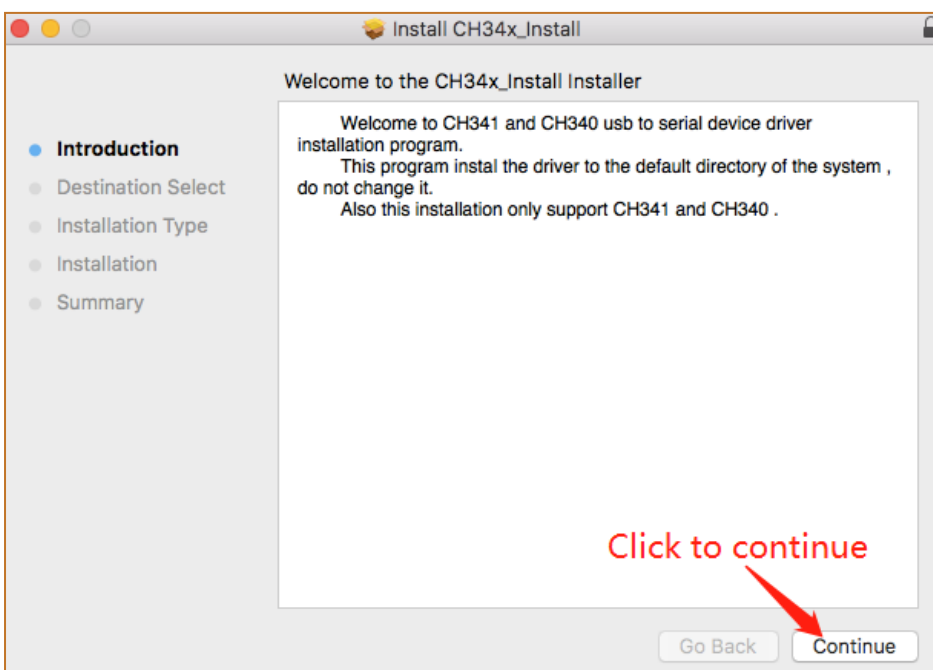 Install CH34x_Install
Welcome to the CH34x_Install Installer
Introduction
Destination Select
Installation Type
Installation
Summary
Welcome to CH341 and CH340 usb to serial device driver
installation program.
This program instal the driver to the default directory of the system ,
do not change it.
Also this installation only support CH341 and CH340 .
Click to continue
Go Back
Continue